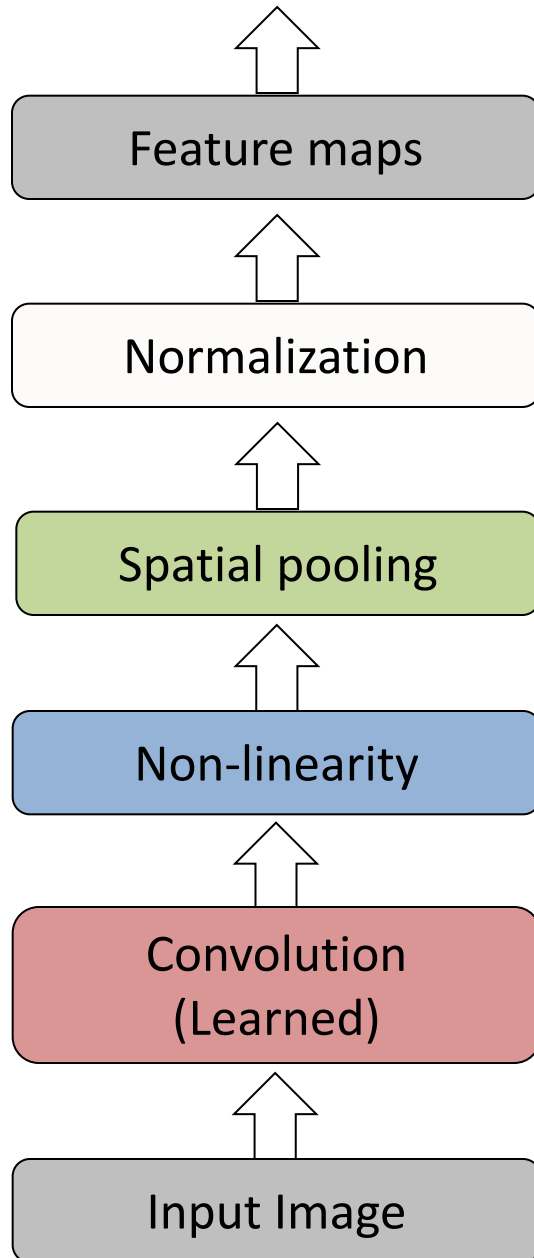 Feature maps
Normalization
Spatial pooling
Non-linearity
Convolution
(Learned)
Input Image